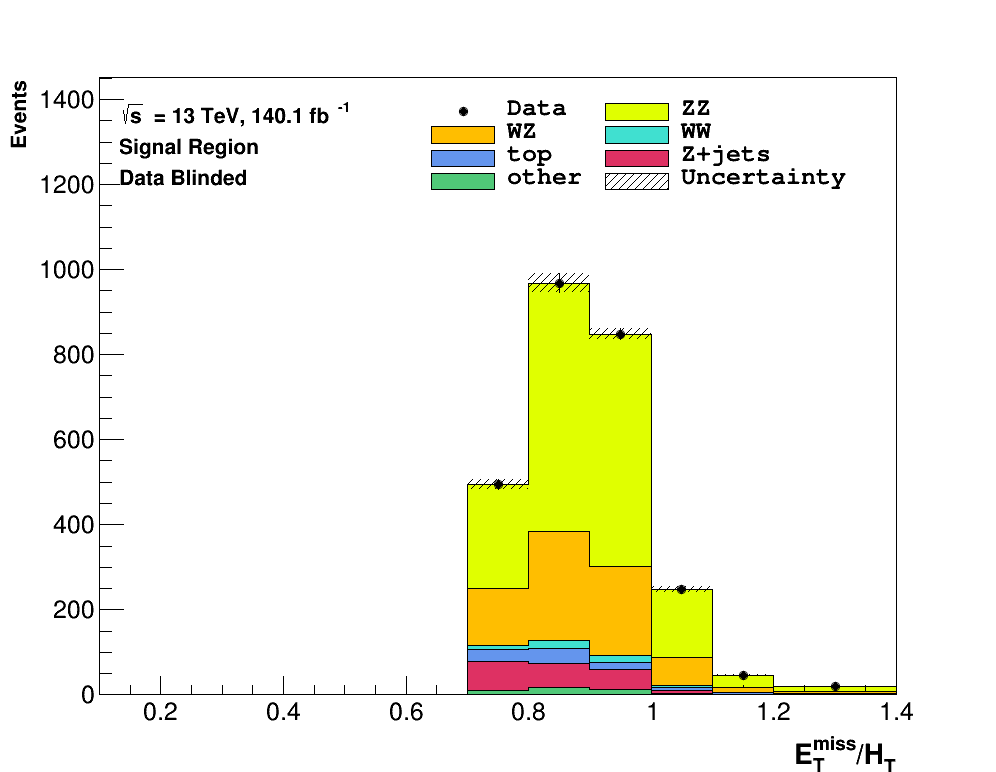 Events
1400
1200
1000
800
600
400
200
0
√s = 13 TeV, 140.1 fb -1
Signal Region
Data Blinded
Data
ZZ
WZ
WW
top
Z+jets
other
Uncertainty
0.2 0.4 0.6 0.8 1 1.2 1.4
E_T^miss/H_T